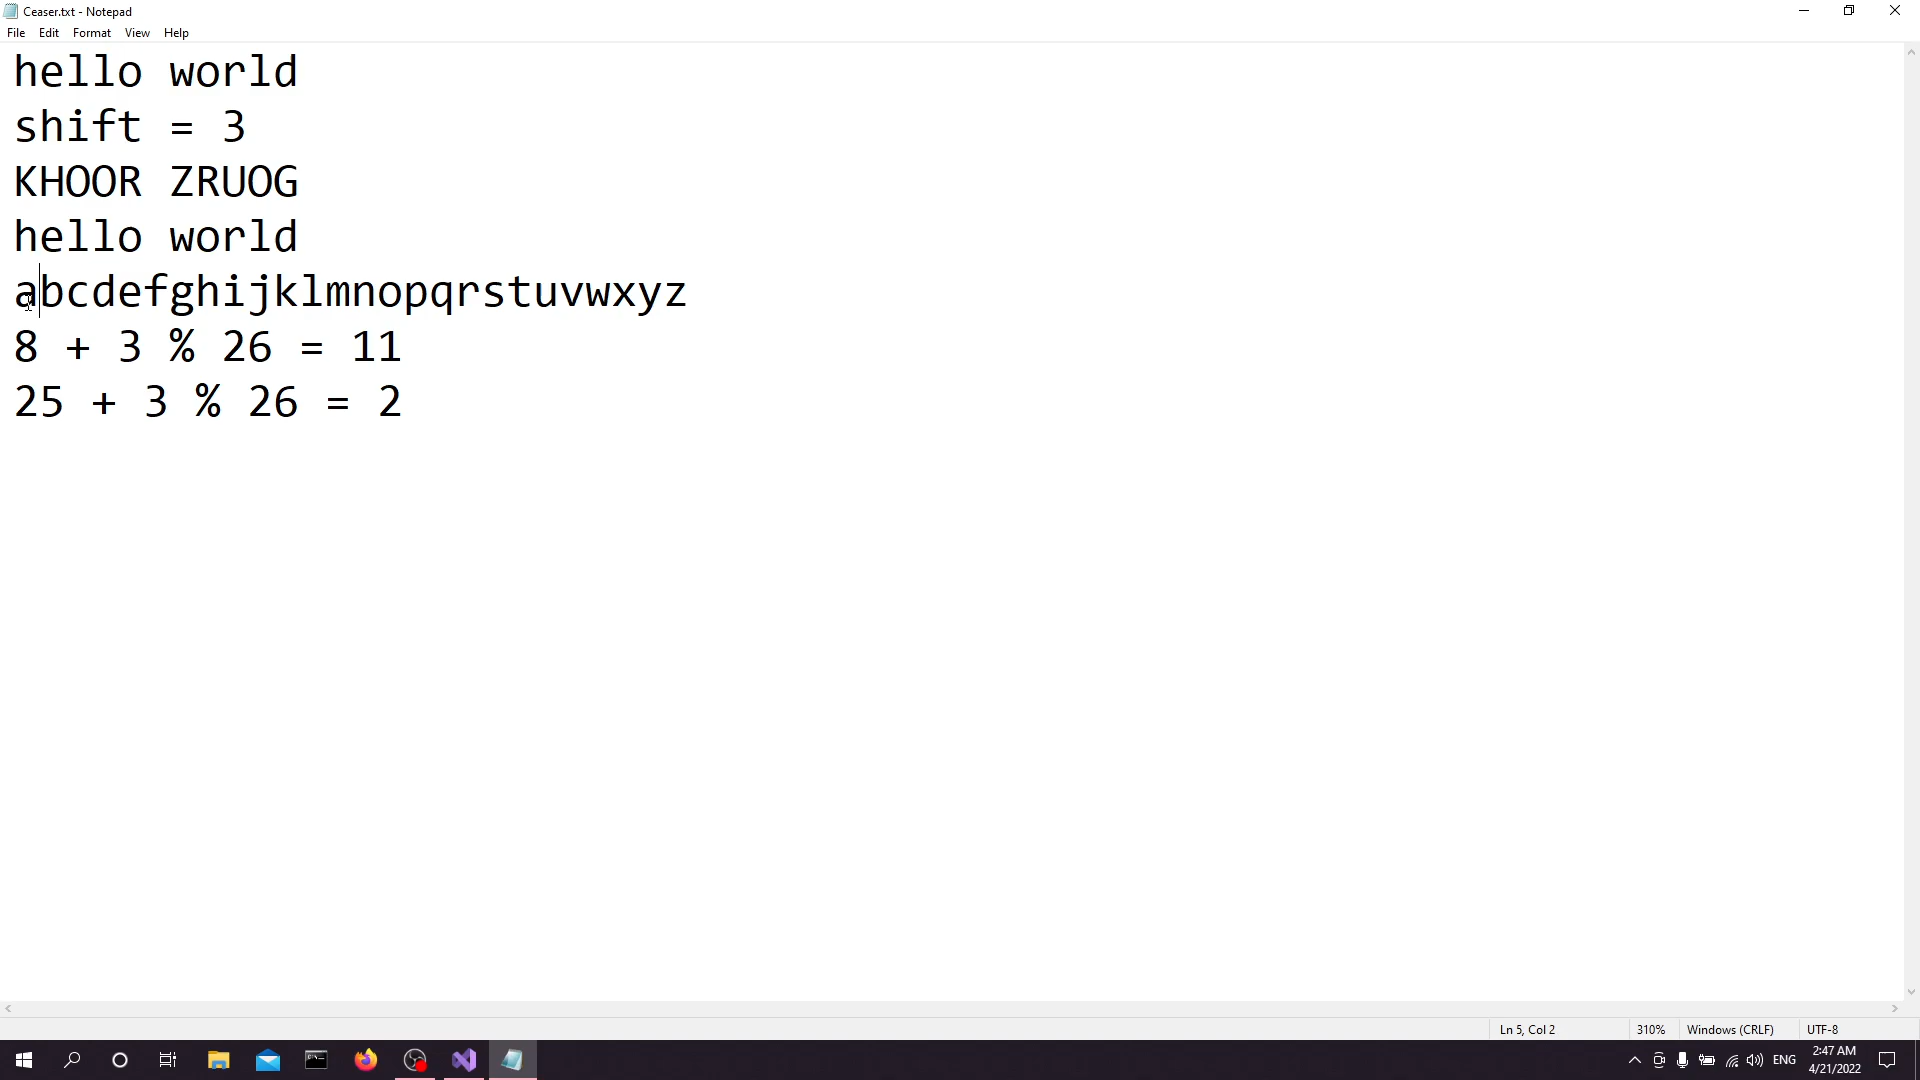 Ceaser.txt - Notepad
File Edit Format View Help
hello world
shift = 3
KHOOR ZRUOG
hello world
abcdefghijklmnopqrstuvwxyz
8 + 3 % 26 = 11
25 + 3 % 26 = 2
Ln 5, Col 2 310% Windows (CRLF) UTF-8
ENG 2:47 AM
4/21/2022